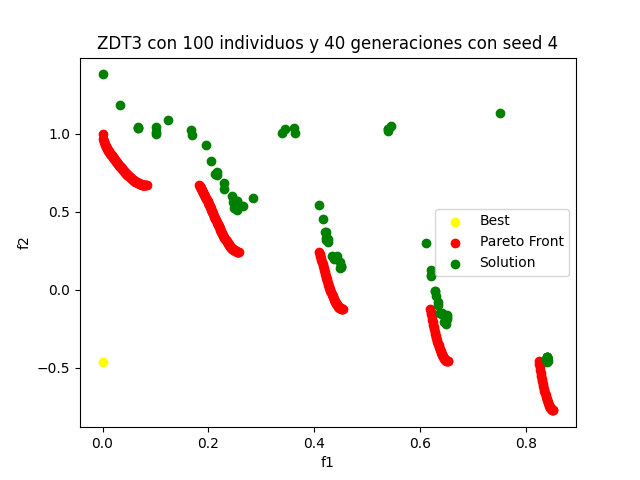 ZDT3 con 100 individuos y 40 generaciones con seed 4
f2
1.0
0.5
0.0
−0.5
Best
Pareto Front
Solution
0.0 0.2 0.4 0.6 0.8
f1